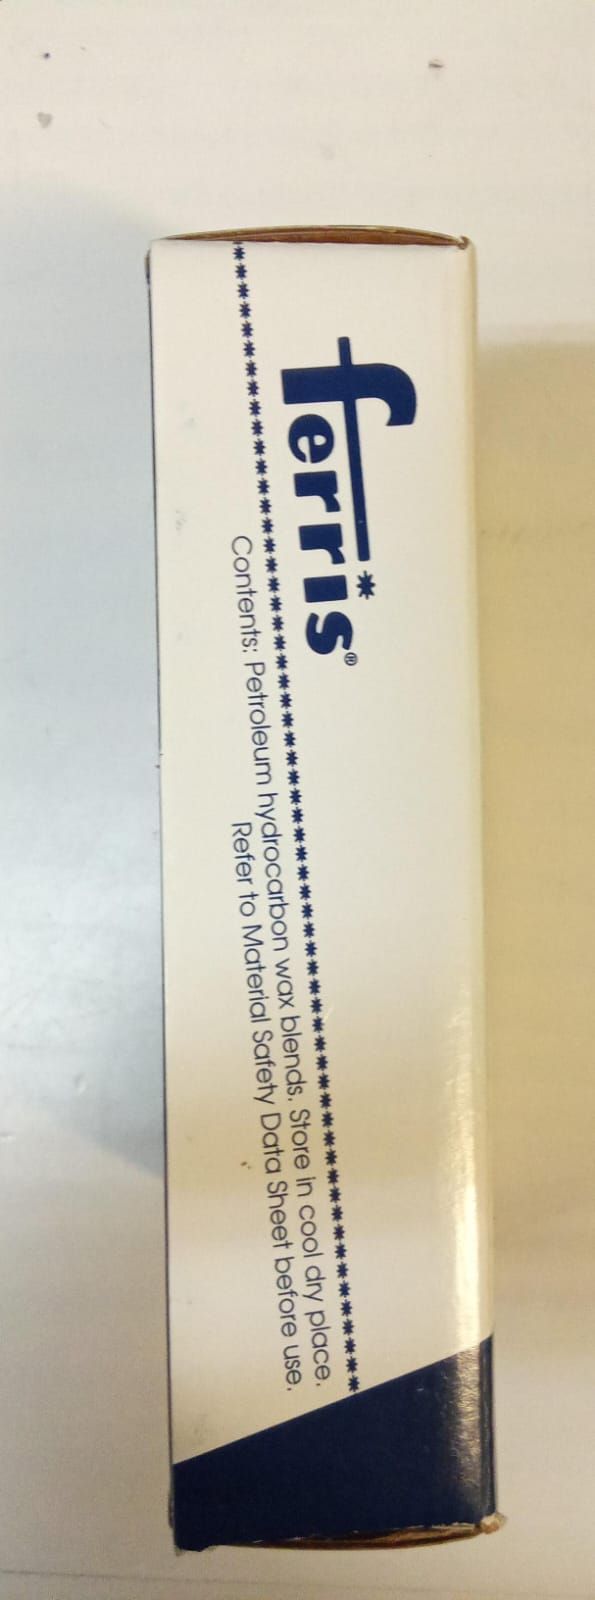 ferris®
Contents: Petroleum hydrocarbon wax blends. Store in cool dry place.
Refer to Material Safety Data Sheet before use.